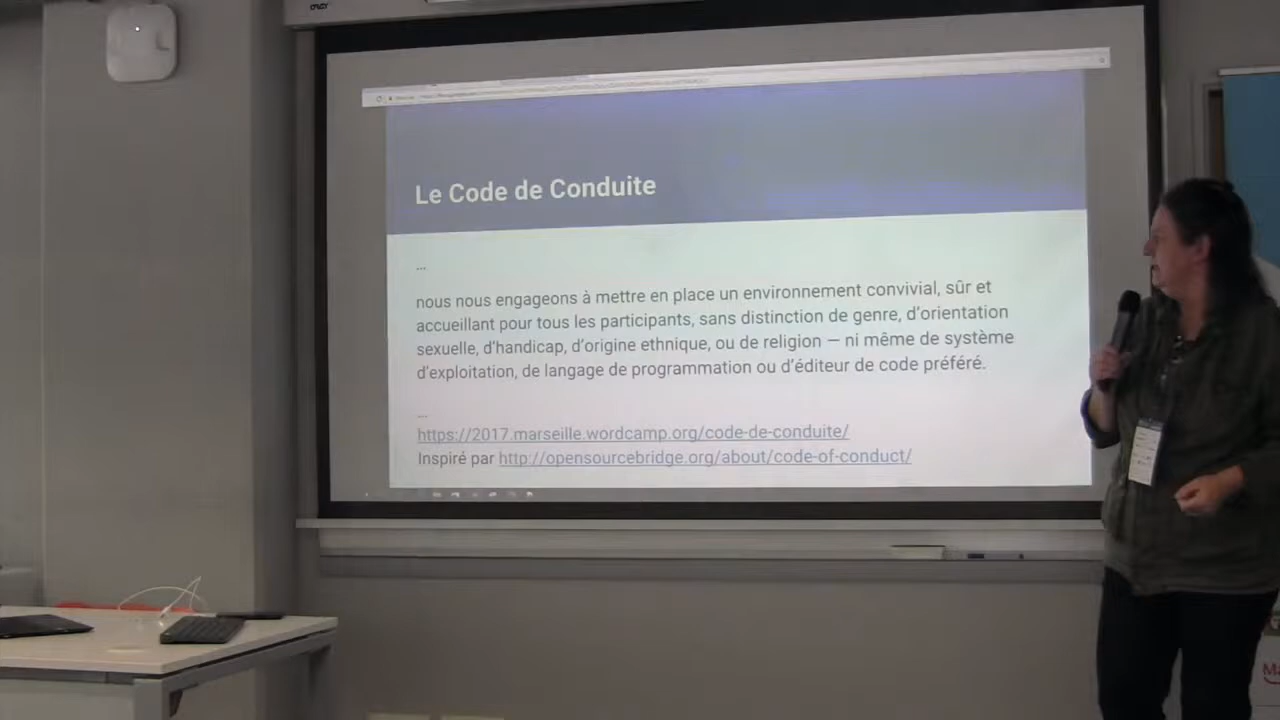 Le Code de Conduite
...
nous nous engageons à mettre en place un environnement convivial, sûr et
accueillant pour tous les participants, sans distinction de genre, d'orientation
sexuelle, d'handicap, d'origine ethnique, ou de religion — ni même de système
d'exploitation, de langage de programmation ou d'éditeur de code préféré.
...
https://2017.marseille.wordcamp.org/code-de-conduite/
Inspiré par http://opensourcebridge.org/about/code-of-conduct/